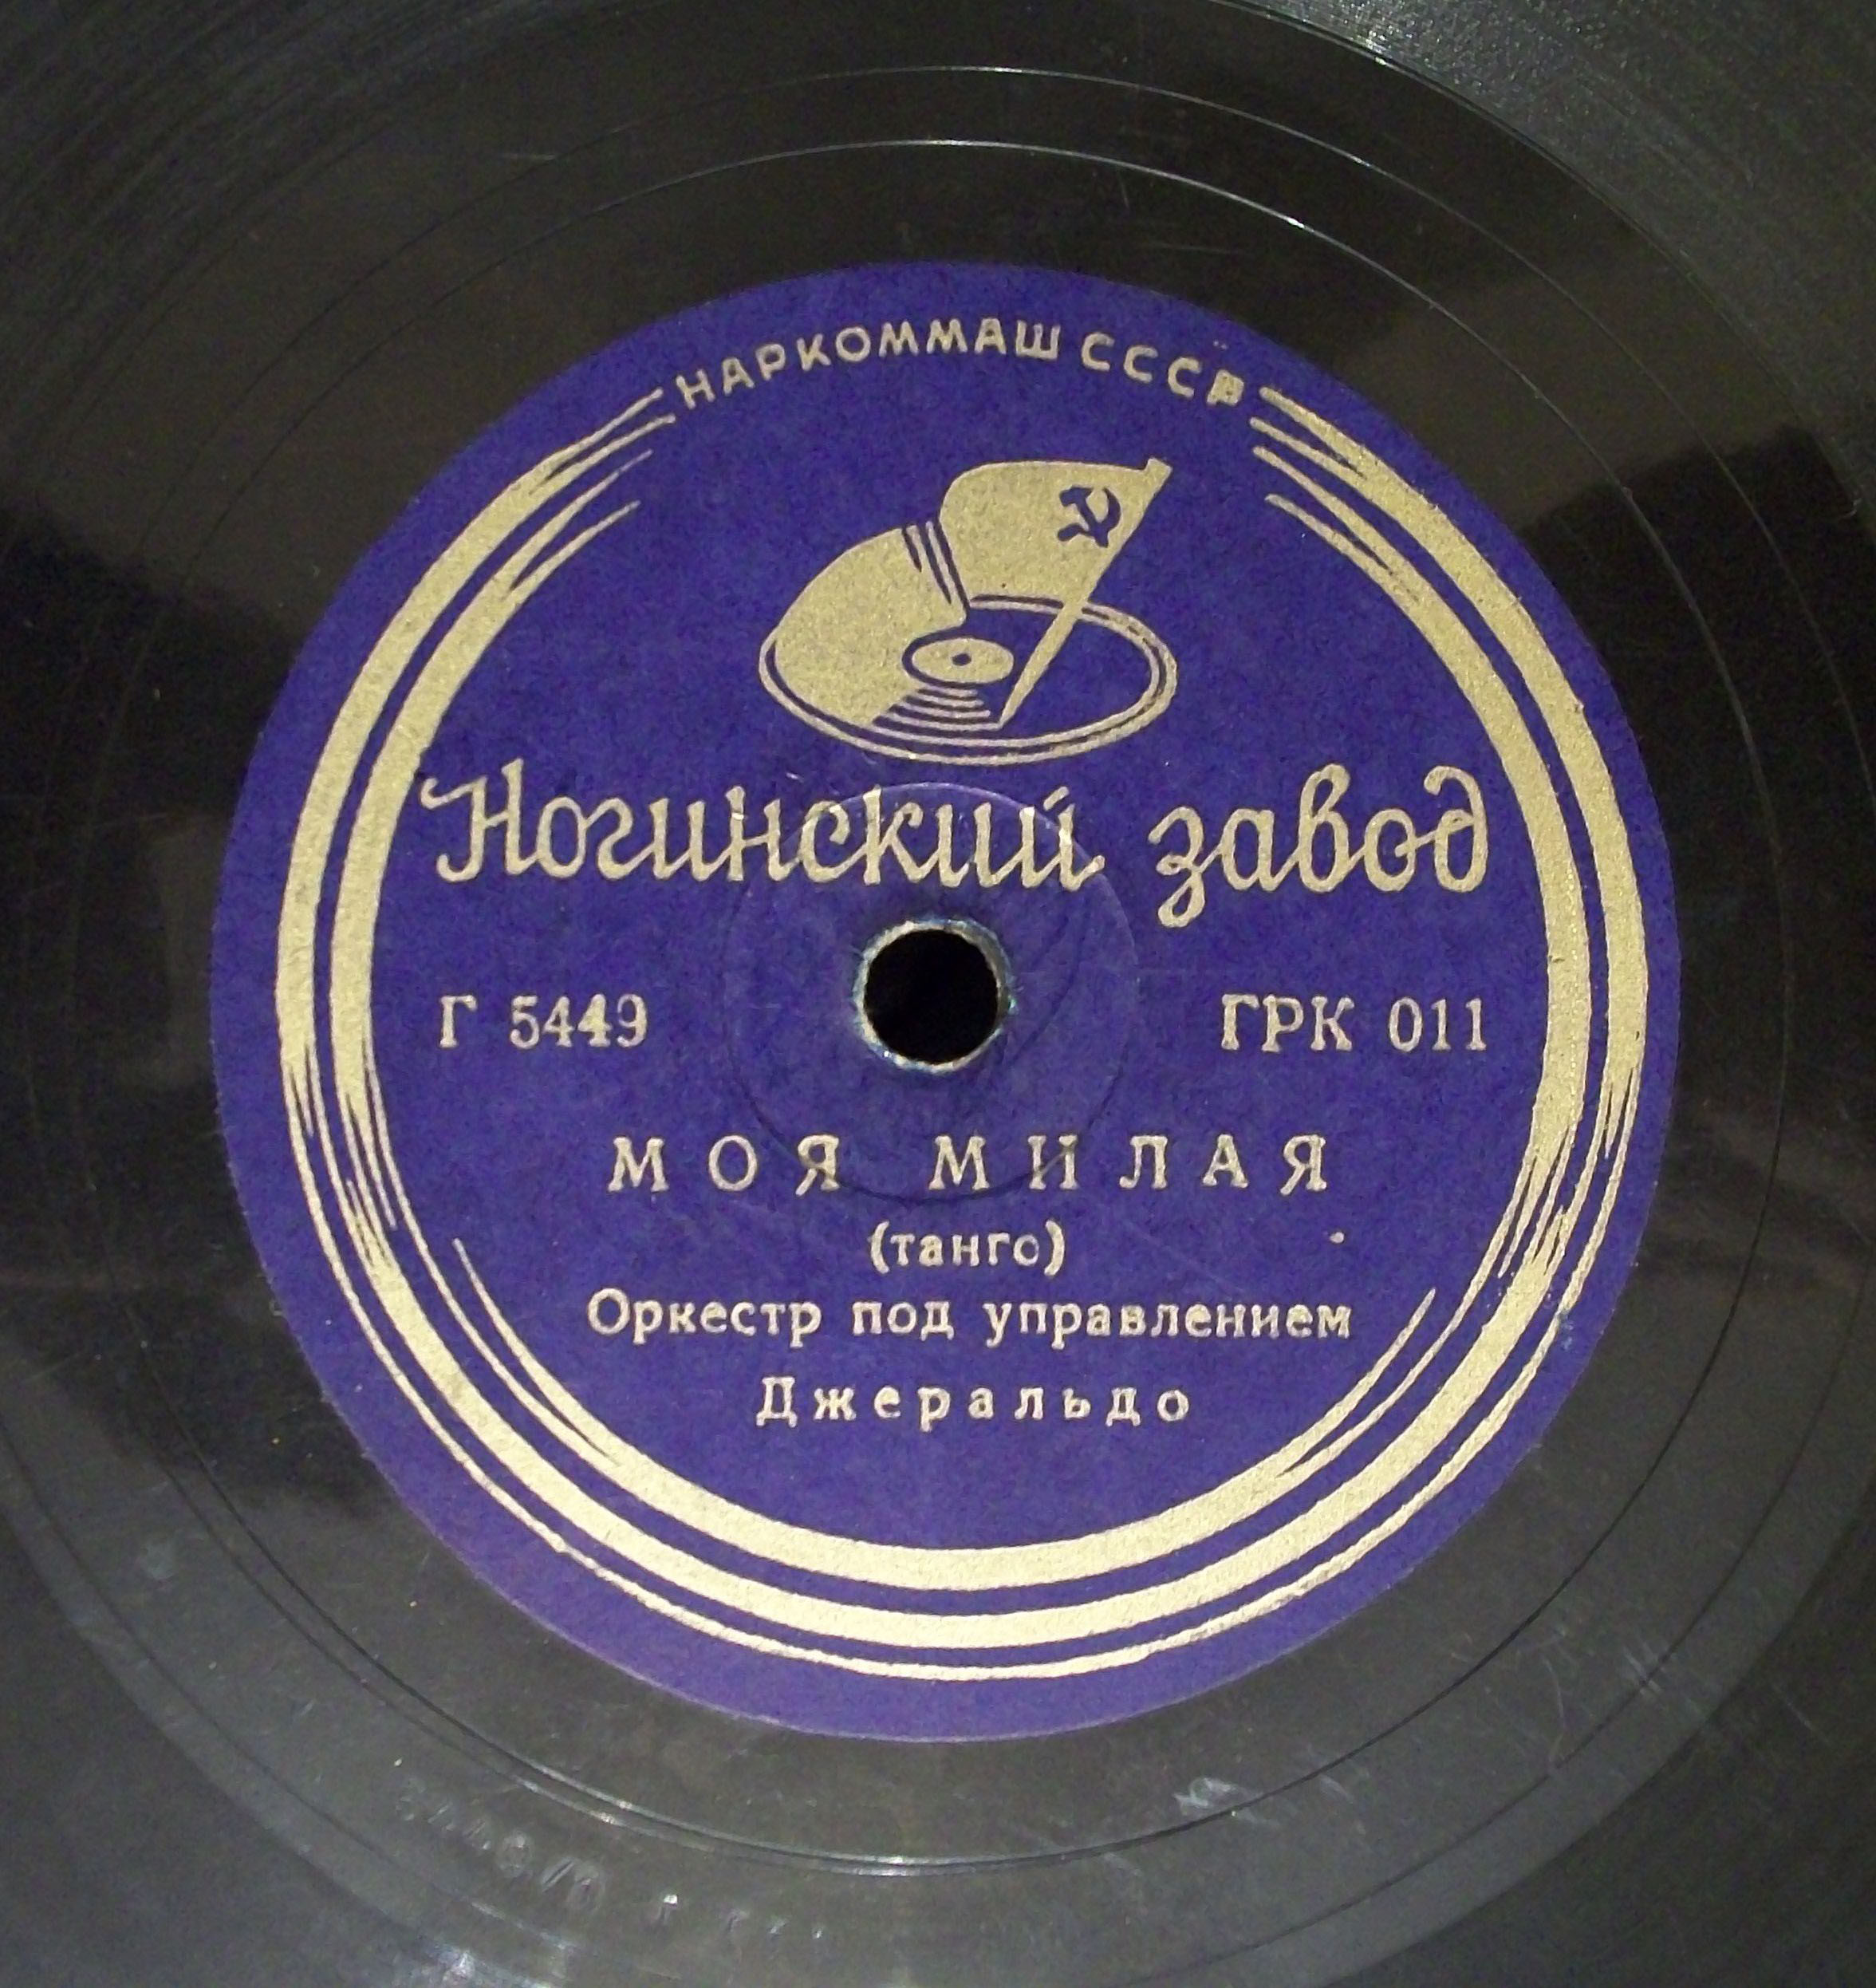 НАРКОММАШ СССР
Ногинский завод
Г 5449 ГРК 011
МОЯ МИЛАЯ
(танго)
Оркестр под управлением
Джеральдо